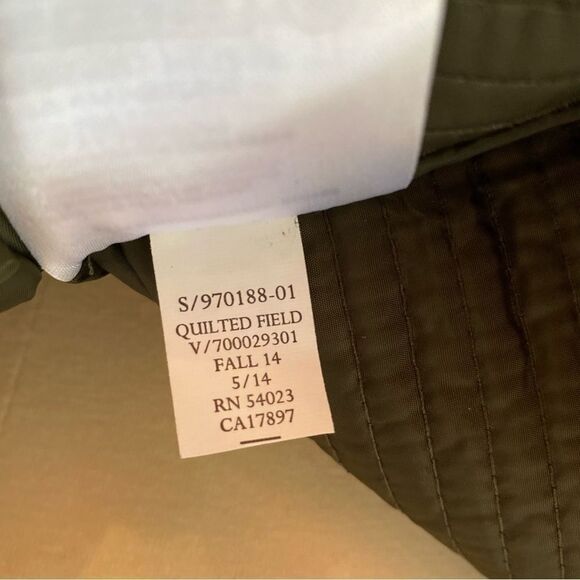 S/970188-01
QUILTED FIELD
V/700029301
FALL 14
5/14
RN 54023
CA17897